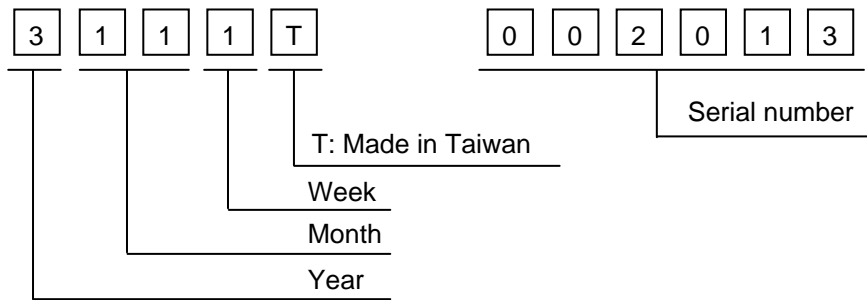 3 1 1 1 T 0 0 2 0 1 3
Serial number
T: Made in Taiwan
Week
Month
Year